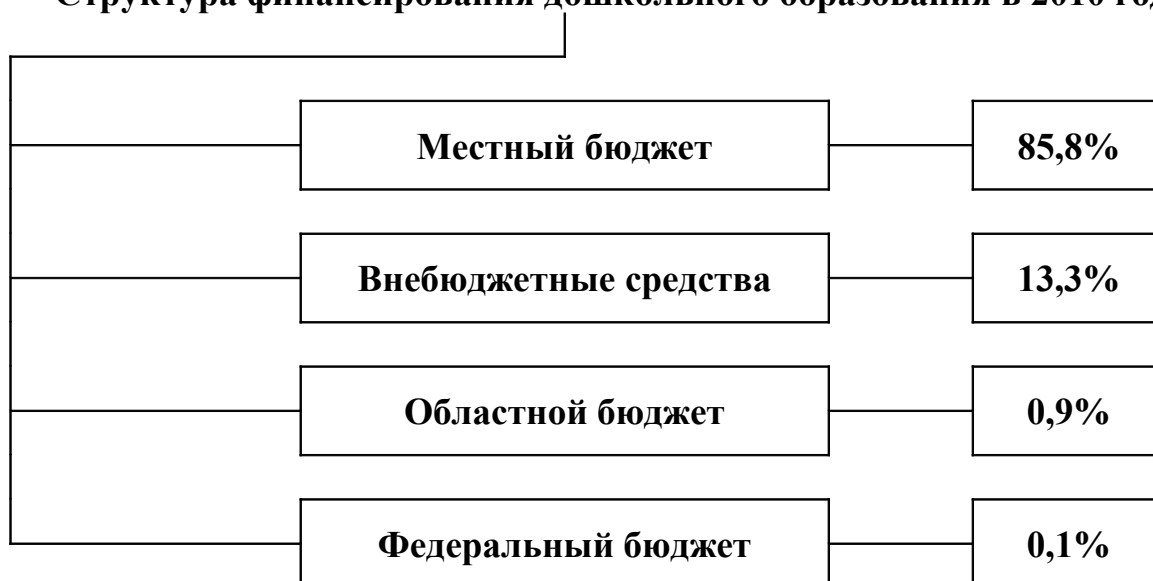 Структура финансирования дошкольного образования в 2010
Местный бюджет 85,8%
Внебюджетные средства 13,3%
Областной бюджет 0,9%
Федеральный бюджет 0,1%